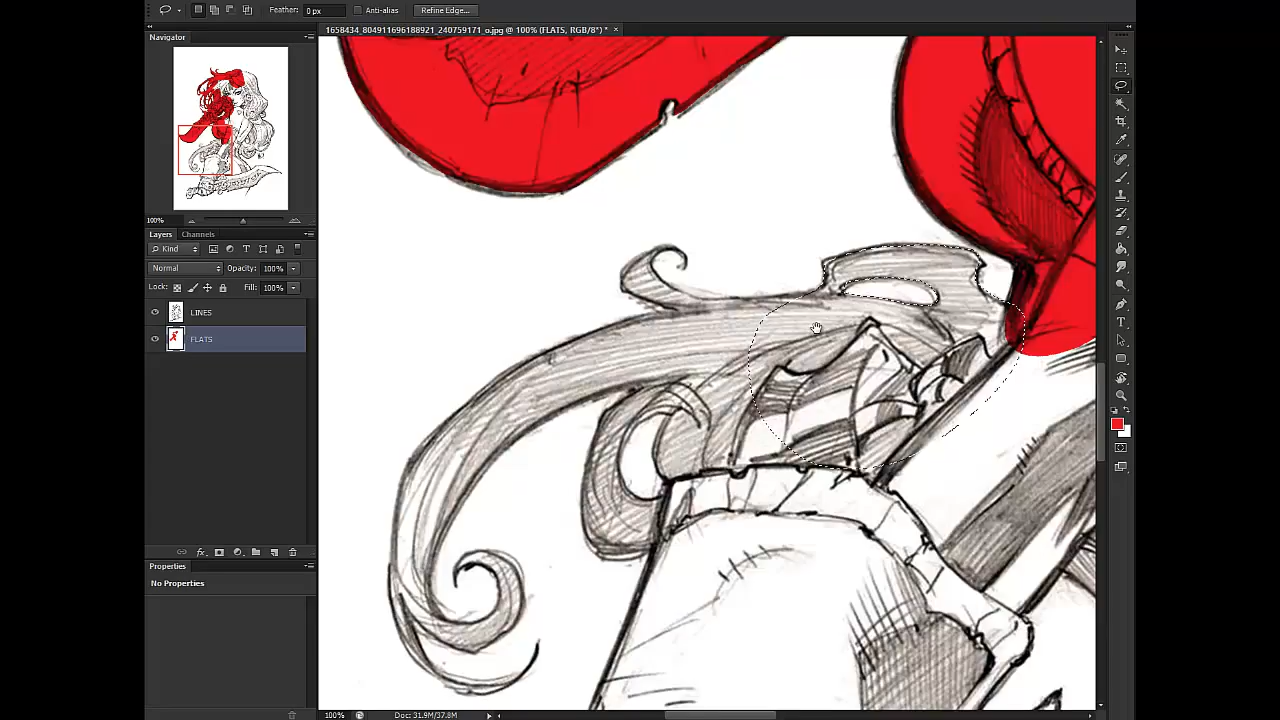 Feather: 0 px Anti-alias Refine Edge...
1658434_804911696188921_240759171_o.jpg @ 100% (FLATS, RGB/8*) * ×
Navigator
100%
Layers Channels
Kind
Normal Opacity: 100%
Lock: Fill: 100%
LINES
FLATS
fx
Properties
No Properties
T
100% Doc: 31.9M/37.8M